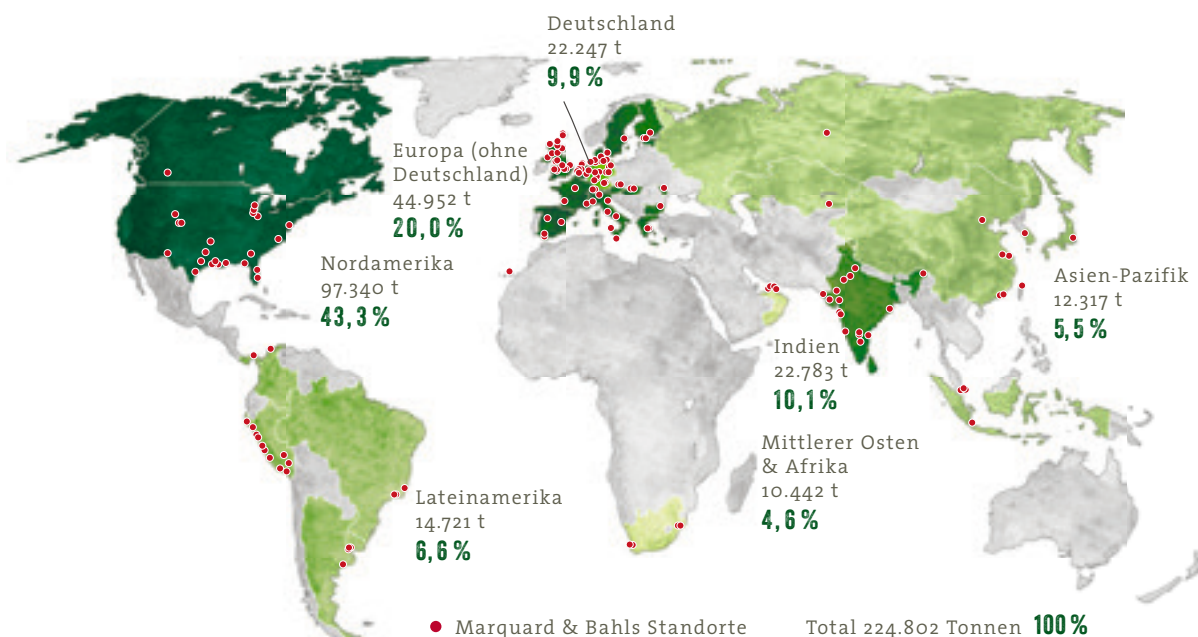 Deutschland
22.247 t
9,9 %
Europa (ohne
Deutschland)
44.952 t
20,0 %
Nordamerika
97.340 t
43,3 %
Asien-Pazifik
12.317 t
5,5 %
Indien
22.783 t
10,1 %
Mittlerer Osten
& Afrika
10.442 t
4,6 %
Lateinamerika
14.721 t
6,6 %
Marquard & Bahls Standorte
Total 224.802 Tonnen 100 %